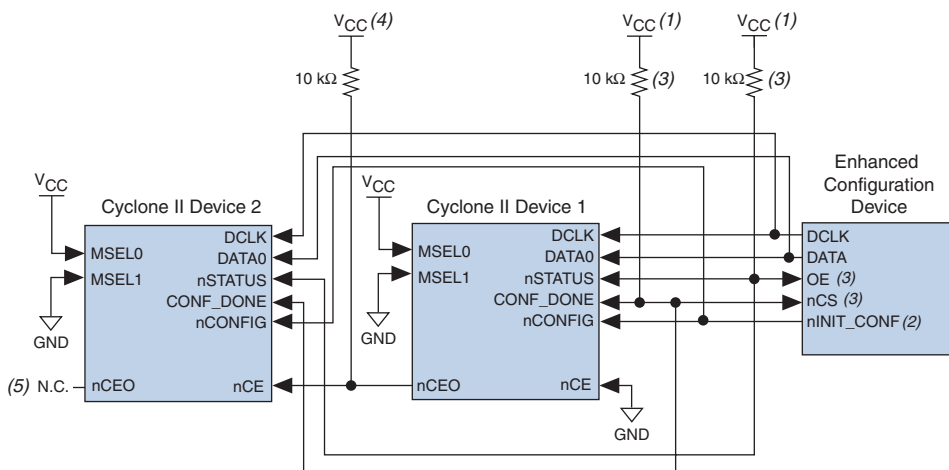 VCC (4)
VCC (1)
VCC (1)
10 kΩ
10 kΩ
(3)
10 kΩ
(3)
VCC
Cyclone II Device 2
MSEL0
MSEL1
GND
DCLK
DATA0
nSTATUS
CONF_DONE
nCONFIG
(5) N.C.
nCEO
nCE
VCC
Cyclone II Device 1
MSEL0
MSEL1
GND
DCLK
DATA0
nSTATUS
CONF_DONE
nCONFIG
nCEO
nCE
GND
Enhanced
Configuration
Device
DCLK
DATA
OE (3)
nCS (3)
nINIT_CONF (2)